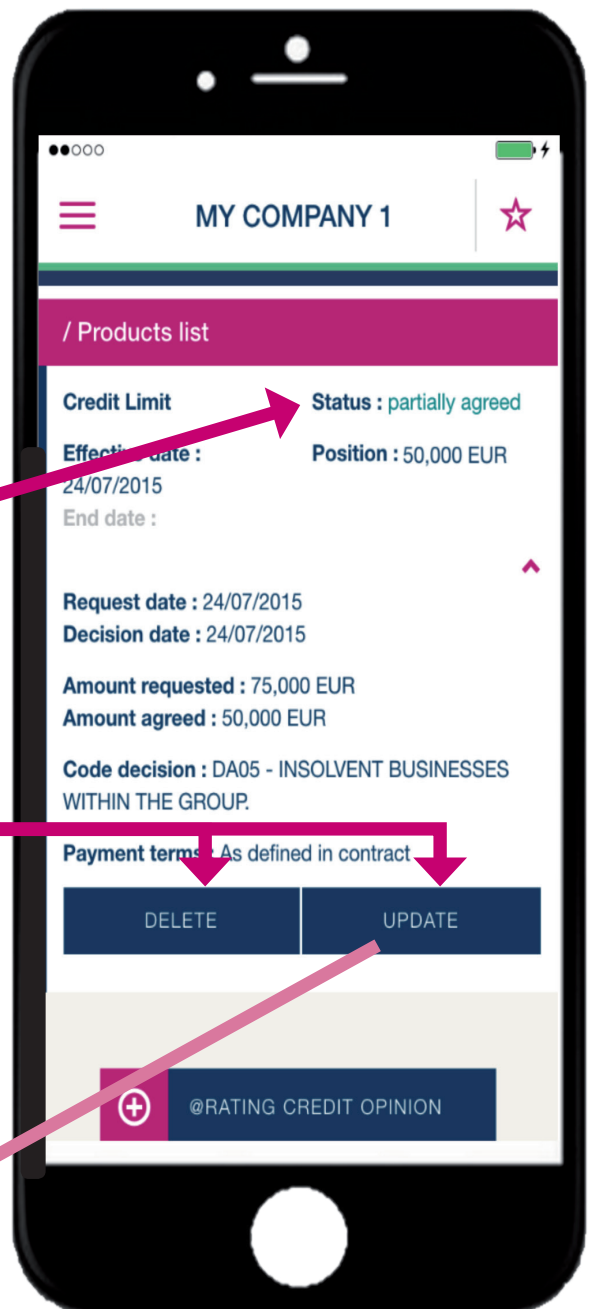 MY COMPANY 1
/ Products list
Credit Limit
Status : partially agreed
Effective date :
24/07/2015
Position : 50,000 EUR
End date :
Request date : 24/07/2015
Decision date : 24/07/2015
Amount requested : 75,000 EUR
Amount agreed : 50,000 EUR
Code decision : DA05 - INSOLVENT BUSINESSES
WITHIN THE GROUP.
Payment terms : As defined in contract
DELETE
UPDATE
@RATING CREDIT OPINION